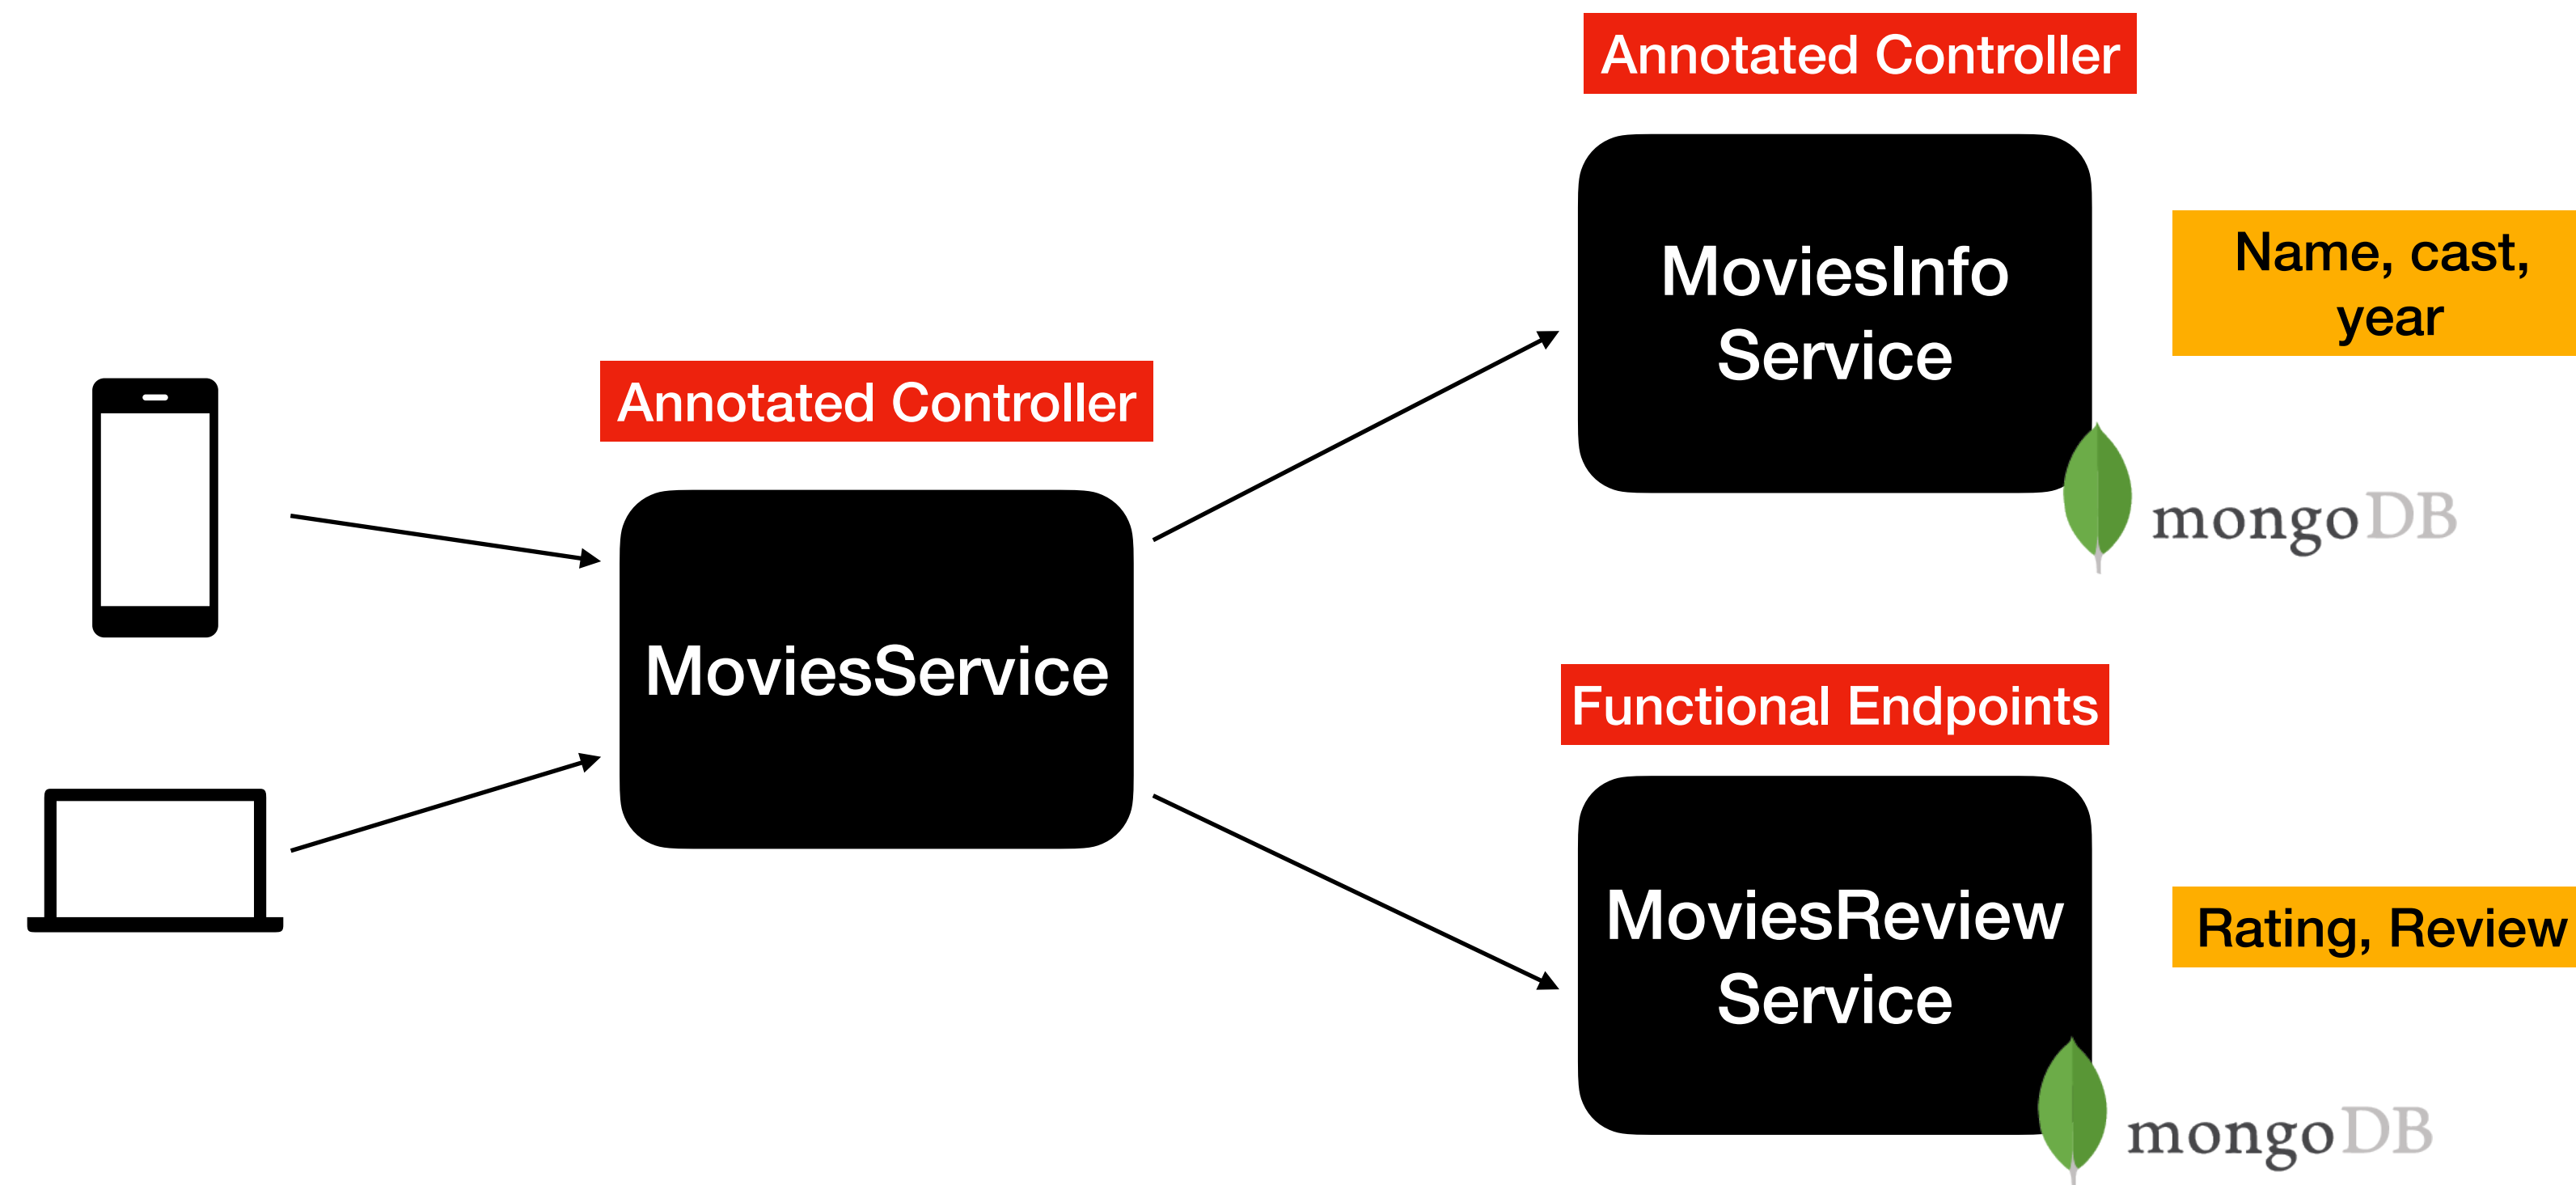 Annotated Controller
MoviesInfo
Service
Name, cast,
year
mongoDB
Annotated Controller
MoviesService
Functional Endpoints
MoviesReview
Service
Rating, Review
mongoDB